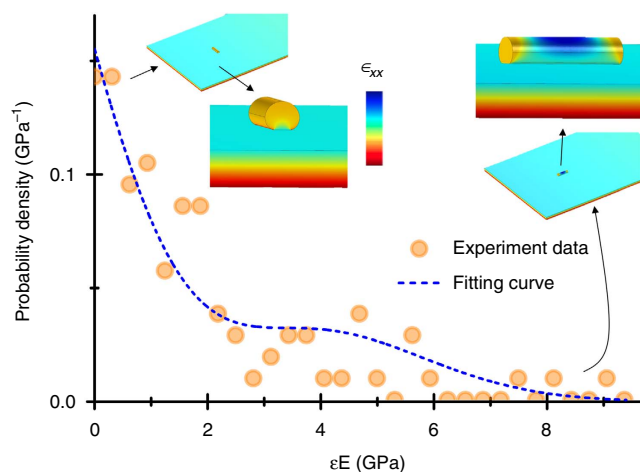 ∈xx
Probability density (GPa⁻¹)
0.1
0.0
Experiment data
Fitting curve
0
2
4
6
8
εE (GPa)